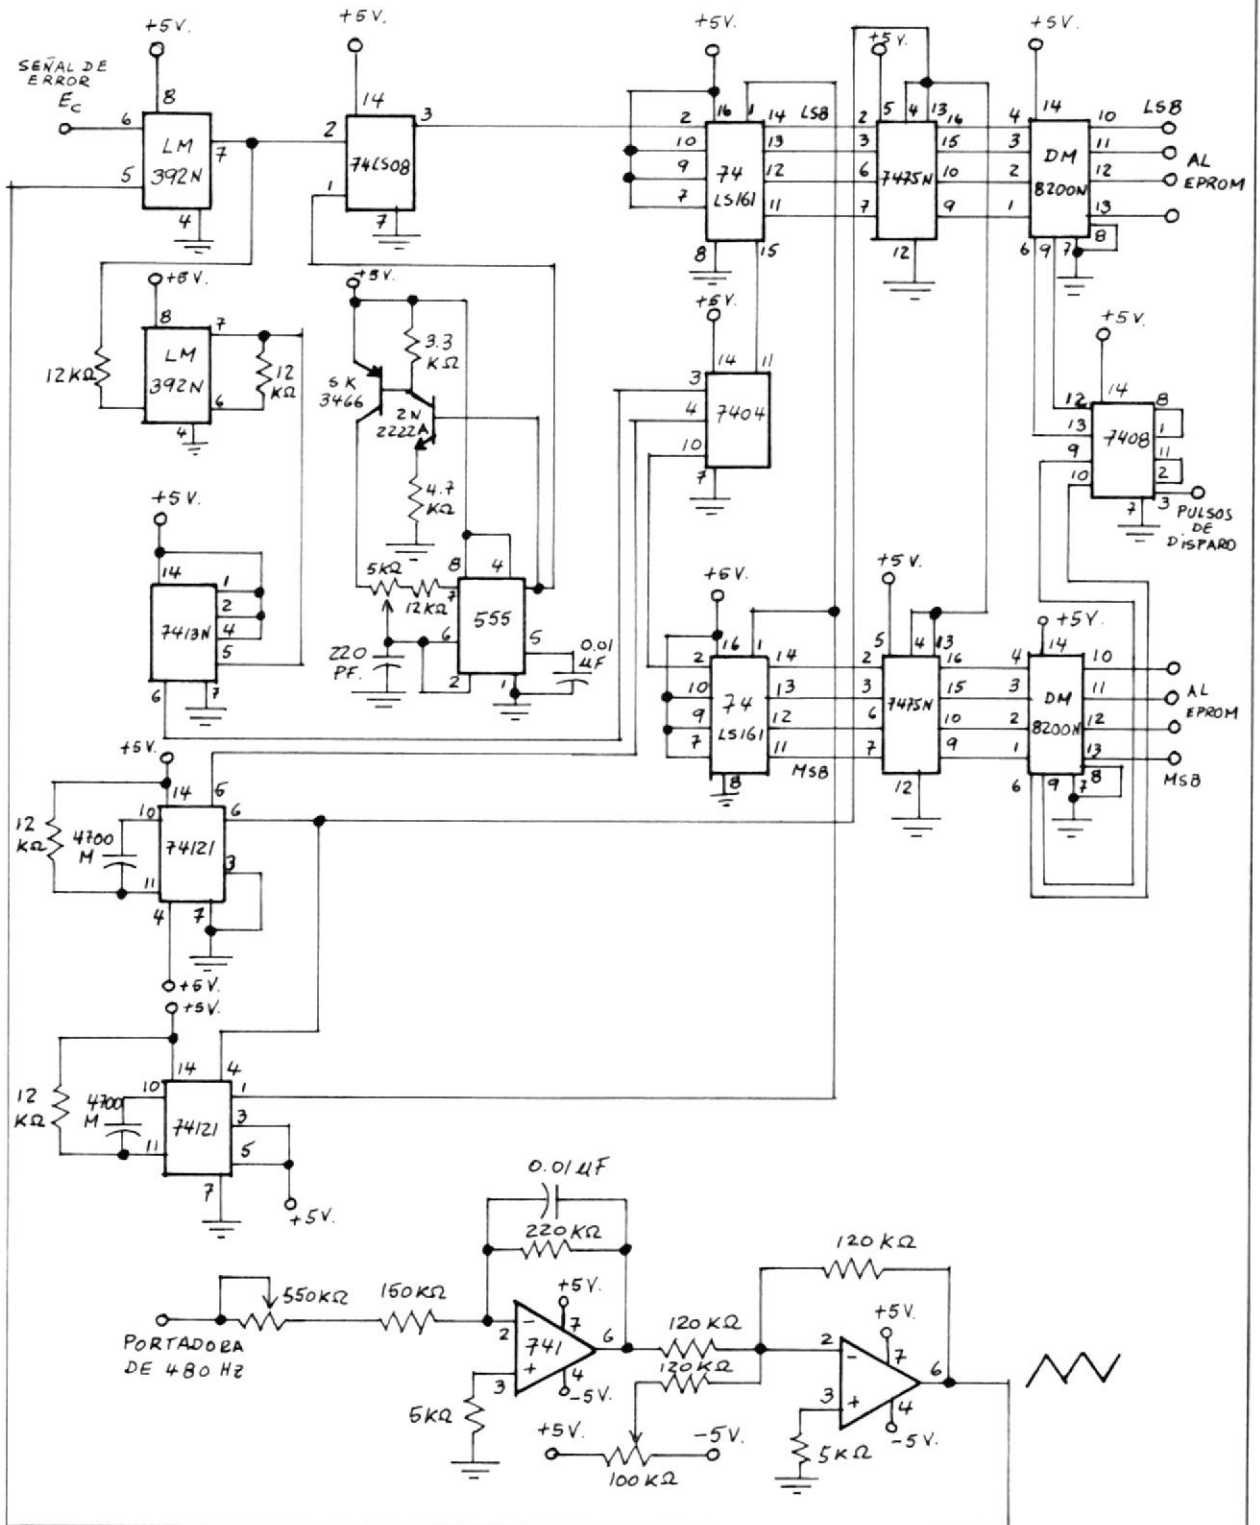 +5V.
SEÑAL DE
ERROR
Ec
6
8
LM
392N
7
5
4
+5V.
14
2
3
74LS08
1
7
+5V.
16
1
2
14
LSB
10
13
9
74
12
7
LS161
11
8
15
+5V.
5
4
13
2
16
3
15
6
7475N
10
7
9
12
+5V.
4
14
10
LSB
3
DM
11
AL
2
8200N
12
EPROM
1
13
6
9
7
8
+5V.
8
7
LM
392N
12KΩ
12
KΩ
6
4
+5V.
3.3
KΩ
SK
3466
2N
2222A
4.7
KΩ
5KΩ
12KΩ
8
4
7
555
6
5
0.01
µF
220
PF.
2
1
+5V.
14
11
3
4
7404
10
7
+5V.
12
14
8
13
7408
1
9
11
10
2
7
3
PULSOS
DE
DISPARO
+5V.
14
1
2
7413N
4
5
6
7
+5V.
16
1
2
14
10
74
13
9
LS161
12
7
11
8
MSB
+5V.
5
4
13
2
16
3
7475N
15
6
10
7
9
12
+5V.
14
4
10
3
DM
11
AL
2
8200N
12
EPROM
1
13
6
9
7
8
MSB
+5V.
14
5
10
6
12
KΩ
4700
M
74121
3
11
4
7
+5V.
+5V.
14
4
10
1
12
KΩ
4700
M
74121
3
11
5
7
+5V.
0.01µF
220KΩ
120KΩ
550KΩ
150KΩ
+5V.
7
2
-
741
6
+
3
4
-5V.
120KΩ
120KΩ
+5V.
7
2
-
6
3
+
4
-5V.
PORTADORA
DE 480 HZ
5KΩ
+5V.
-5V.
100KΩ
5KΩ